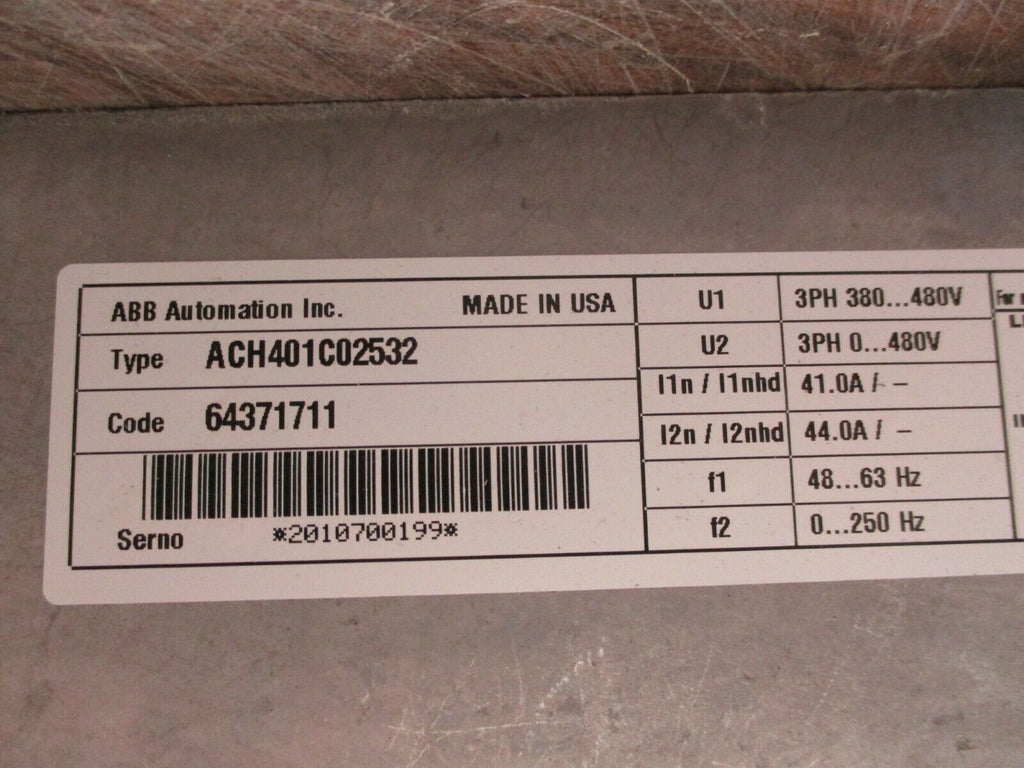 ABB Automation Inc. MADE IN USA
Type ACH401C02532
Code 64371711
Serno *2010700199*
U1 3PH 380...480V
U2 3PH 0...480V
I1n / I1nhd 41.0A / –
I2n / I2nhd 44.0A / –
f1 48...63 Hz
f2 0...250 Hz